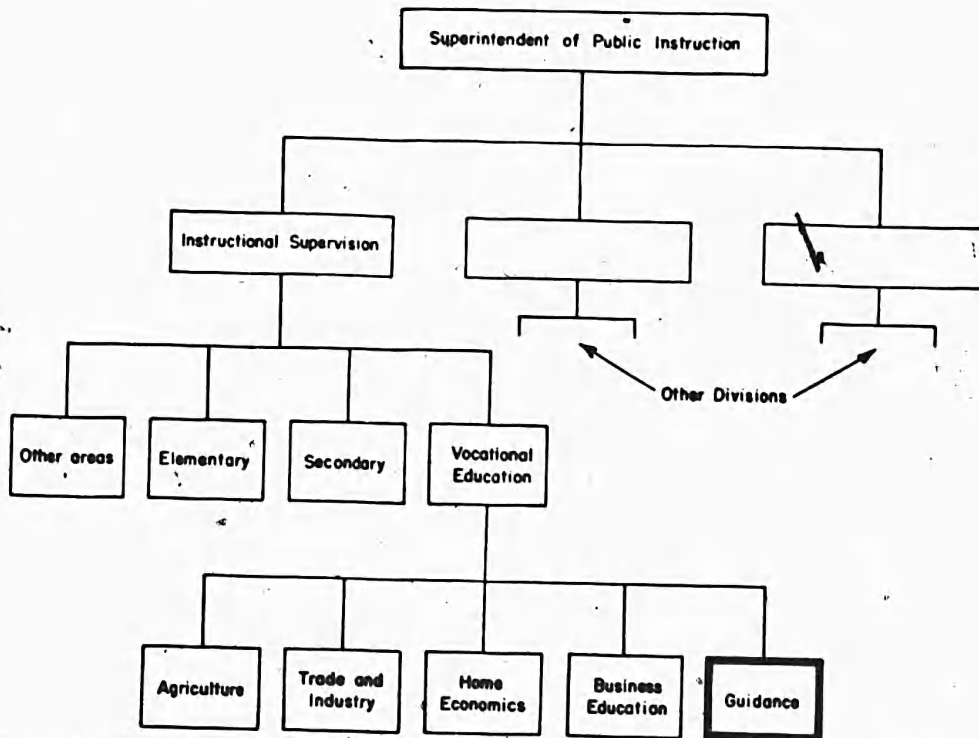 Superintendent of Public Instruction
Instructional Supervision
Other Divisions
Other areas
Elementary
Secondary
Vocational
Education
Agriculture
Trade and
Industry
Home
Economics
Business
Education
Guidance